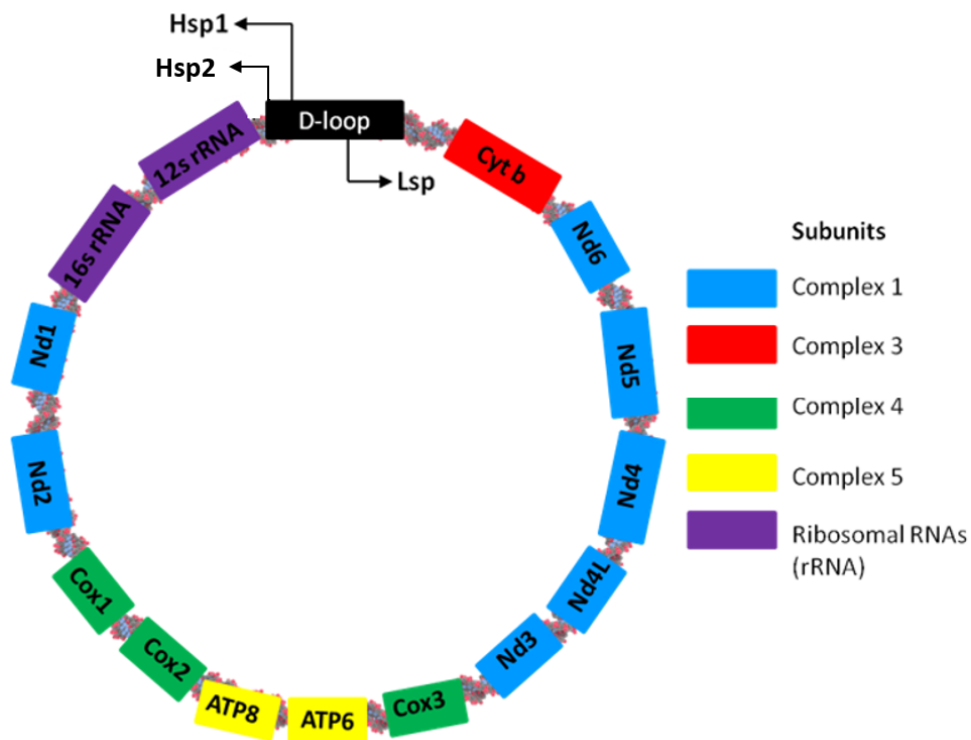 Hsp1
Hsp2
D-loop
Lsp
12s rRNA
16s rRNA
Nd1
Nd2
Cox1
Cox2
ATP8
ATP6
Cox3
Nd3
Nd4L
Nd4
Nd5
Nd6
Cyt b
Subunits
Complex 1
Complex 3
Complex 4
Complex 5
Ribosomal RNAs
(rRNA)